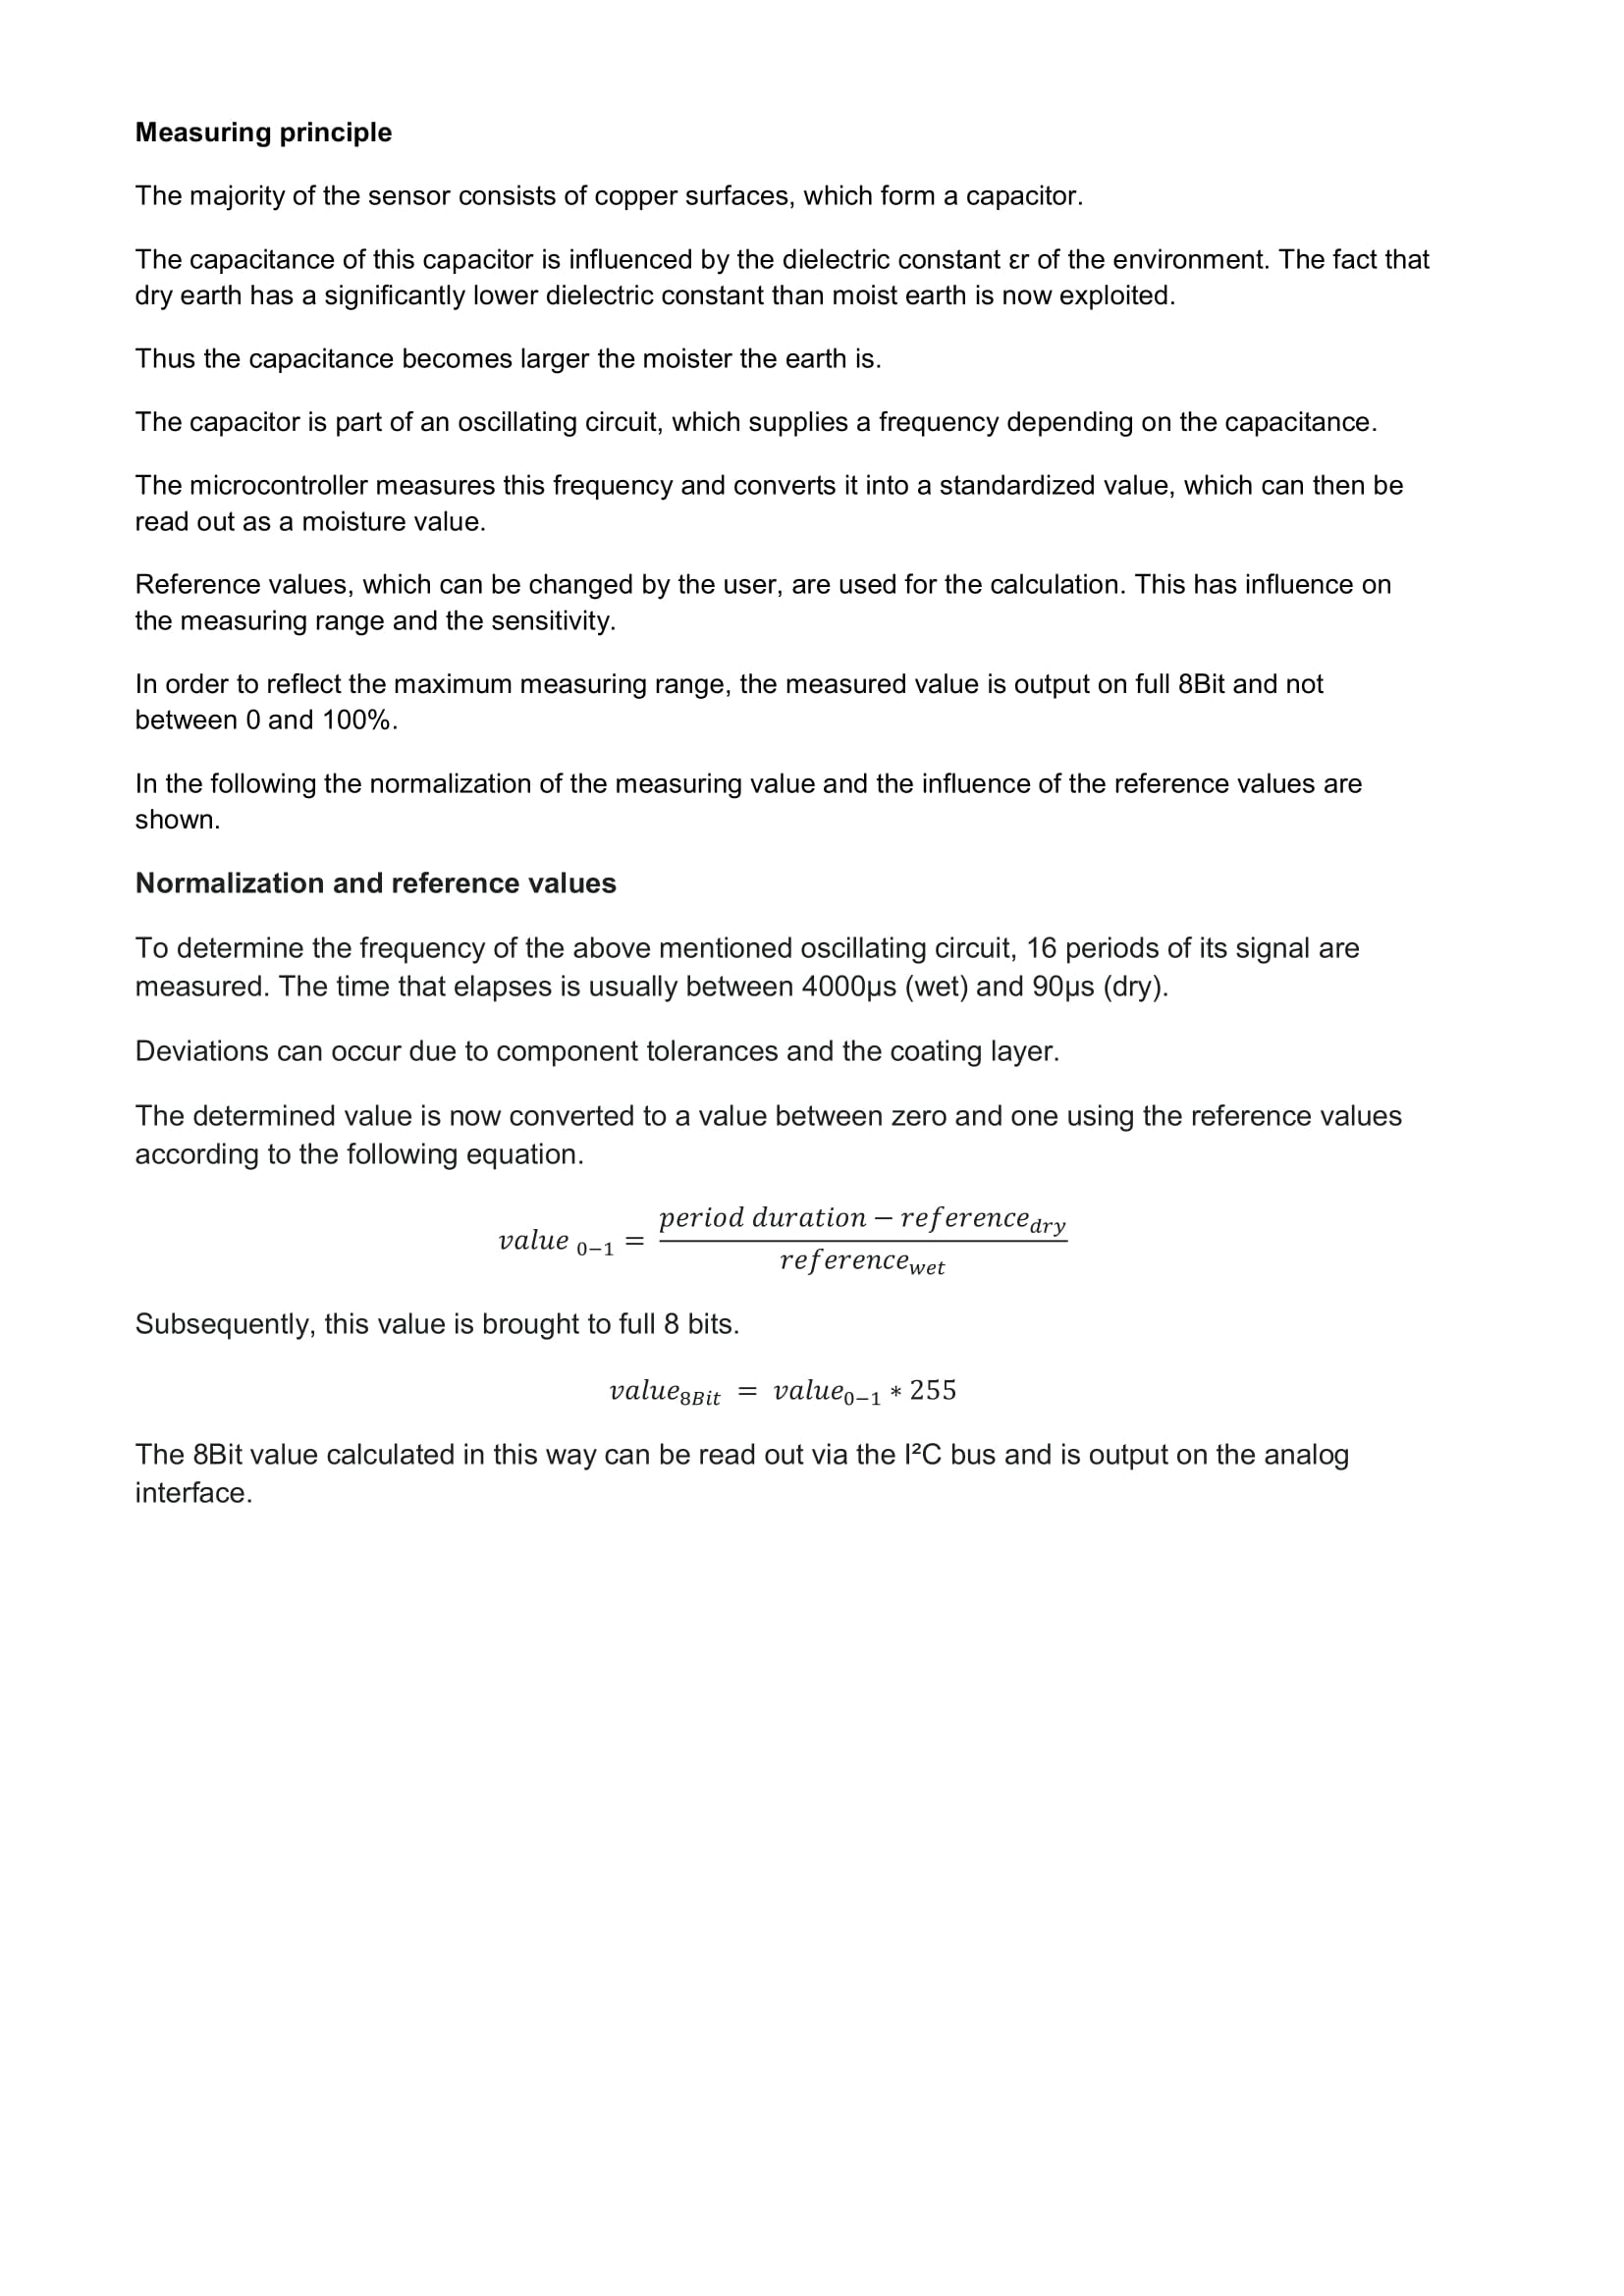 Measuring principle
The majority of the sensor consists of copper surfaces, which form a capacitor.
The capacitance of this capacitor is influenced by the dielectric constant εr of the environment. The fact that
dry earth has a significantly lower dielectric constant than moist earth is now exploited.
Thus the capacitance becomes larger the moister the earth is.
The capacitor is part of an oscillating circuit, which supplies a frequency depending on the capacitance.
The microcontroller measures this frequency and converts it into a standardized value, which can then be
read out as a moisture value.
Reference values, which can be changed by the user, are used for the calculation. This has influence on
the measuring range and the sensitivity.
In order to reflect the maximum measuring range, the measured value is output on full 8Bit and not
between 0 and 100%.
In the following the normalization of the measuring value and the influence of the reference values are
shown.
Normalization and reference values
To determine the frequency of the above mentioned oscillating circuit, 16 periods of its signal are
measured. The time that elapses is usually between 4000µs (wet) and 90µs (dry).
Deviations can occur due to component tolerances and the coating layer.
The determined value is now converted to a value between zero and one using the reference values
according to the following equation.
value 0−1 = period duration − reference dry
reference wet
Subsequently, this value is brought to full 8 bits.
value8Bit = value0−1 ∗ 255
The 8Bit value calculated in this way can be read out via the I²C bus and is output on the analog
interface.